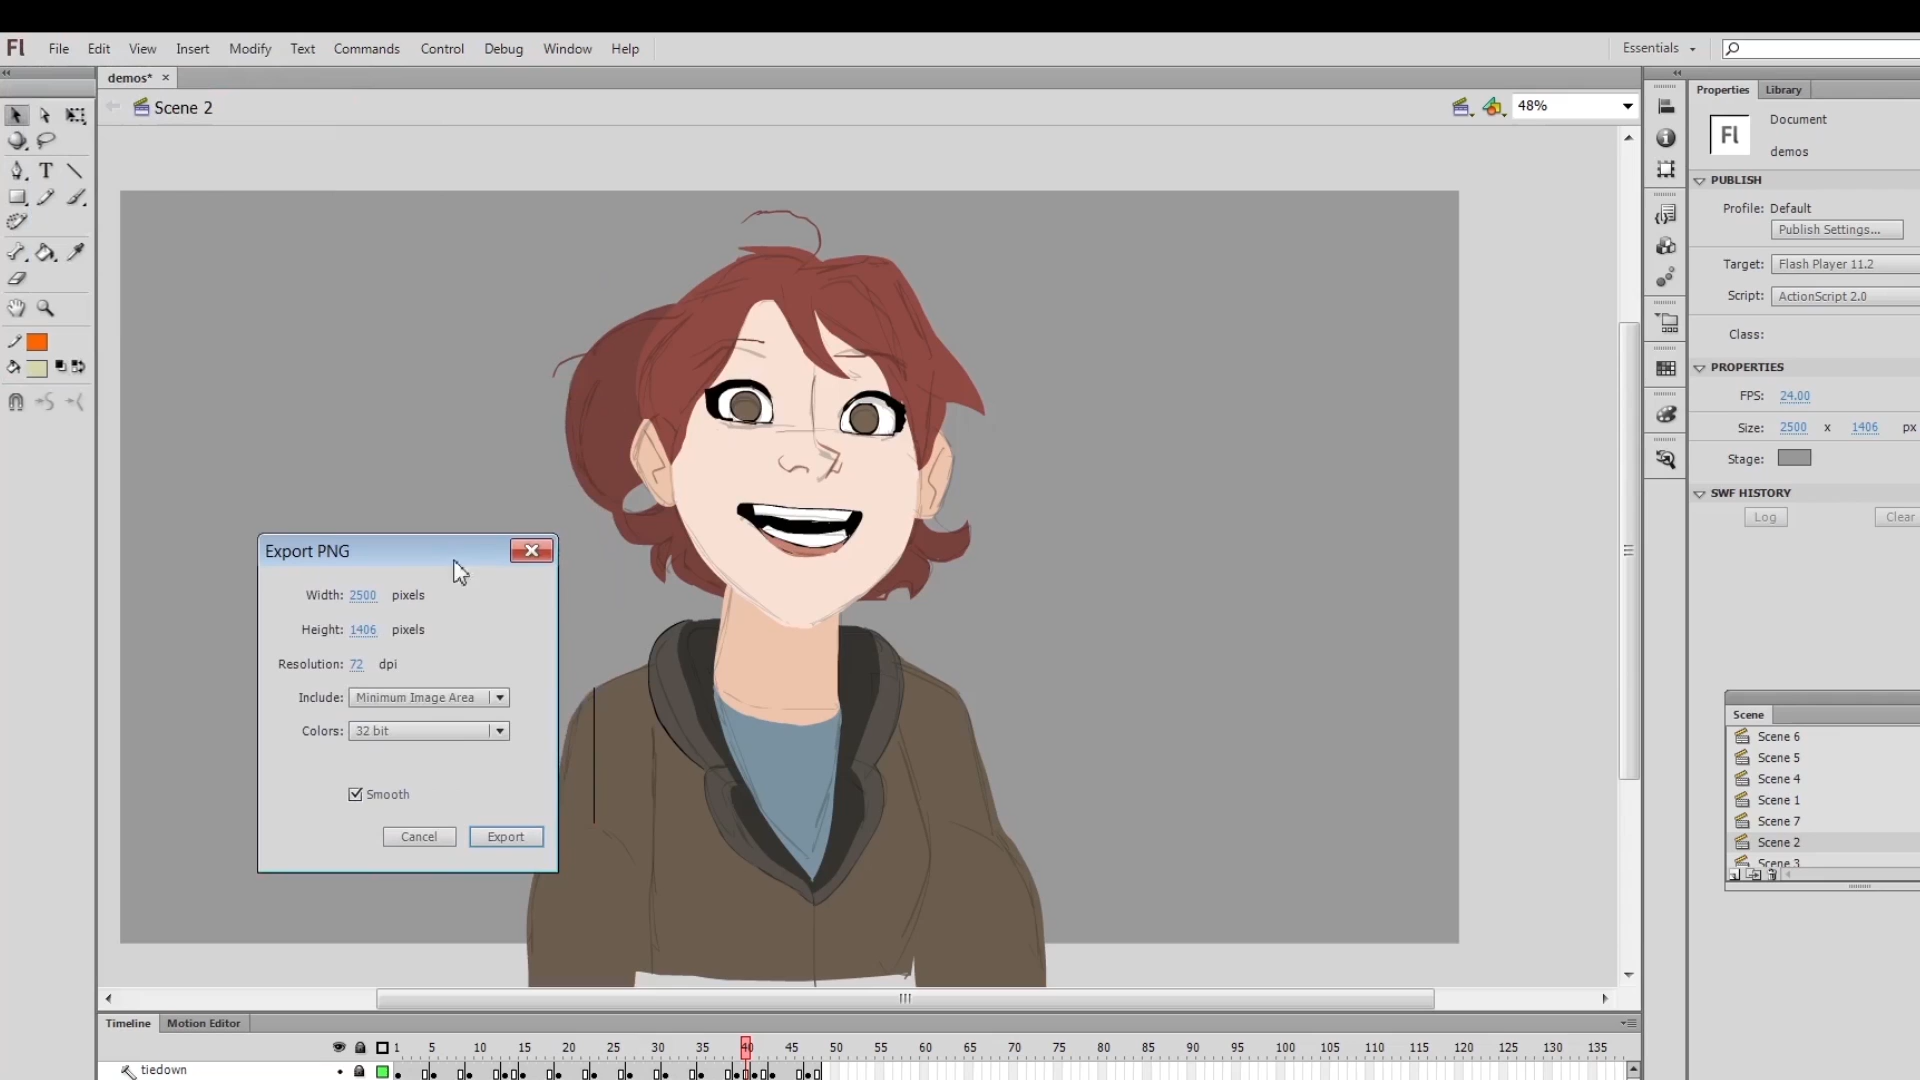 Fl File Edit View Insert Modify Text Commands Control Debug Window Help Essentials
demos* ×
Scene 2 48%
Properties Library
Fl Document
demos
PUBLISH
Profile: Default
Publish Settings...
Target: Flash Player 11.2
Script: ActionScript 2.0
Class:
PROPERTIES
FPS: 24.00
Size: 2500 x 1406 px
Stage:
SWF HISTORY
Log Clear
Export PNG
Width: 2500 pixels
Height: 1406 pixels
Resolution: 72 dpi
Include: Minimum Image Area
Colors: 32 bit
Smooth
Cancel Export
Scene
Scene 6
Scene 5
Scene 4
Scene 1
Scene 7
Scene 2
Scene 3
Timeline Motion Editor
1 5 10 15 20 25 30 35 40 45 50 55 60 65 70 75 80 85 90 95 100 105 110 115 120 125 130 135
tiedown